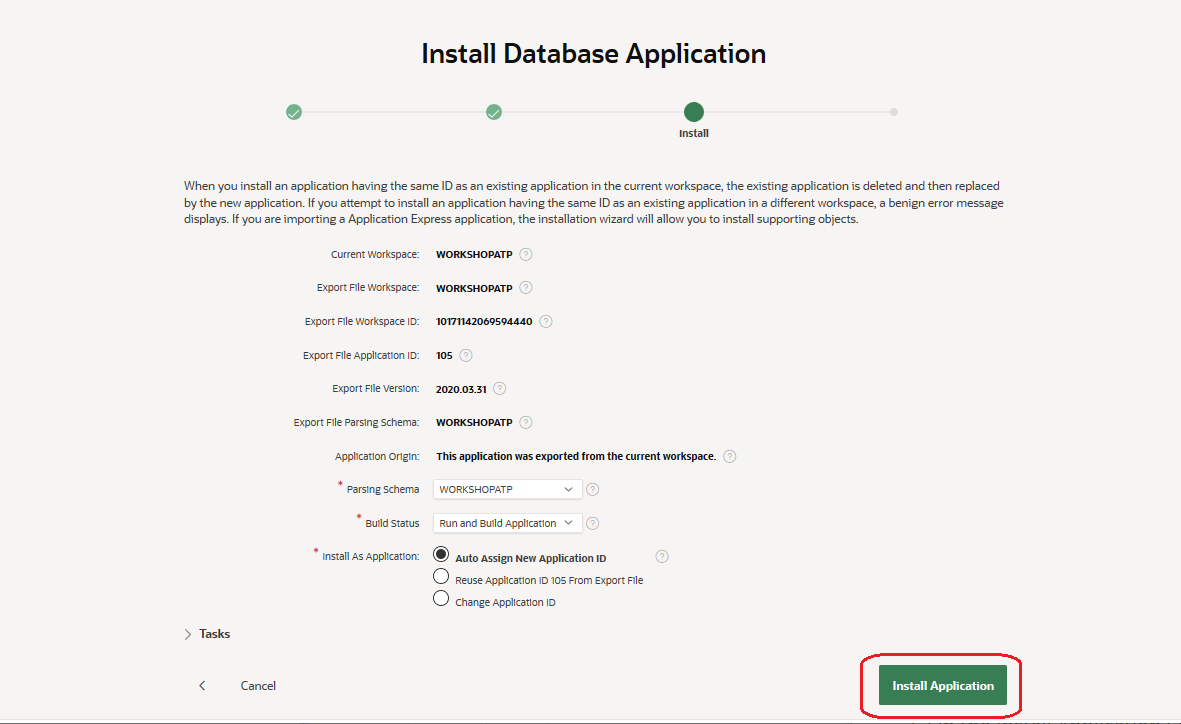 Install Database Application
Install
When you install an application having the same ID as an existing application in the current workspace, the existing application is deleted and then replaced
by the new application. If you attempt to install an application having the same ID as an existing application in a different workspace, a benign error message
displays. If you are importing a Application Express application, the installation wizard will allow you to install supporting objects.
Current Workspace: WORKSHOPATP ?
Export File Workspace: WORKSHOPATP ?
Export File Workspace ID: 10171142069594440 ?
Export File Application ID: 105 ?
Export File Version: 2020.03.31 ?
Export File Parsing Schema: WORKSHOPATP ?
Application Origin: This application was exported from the current workspace. ?
* Parsing Schema WORKSHOPATP ?
* Build Status Run and Build Application ?
* Install As Application: Auto Assign New Application ID ?
Reuse Application ID 105 From Export File
Change Application ID
Tasks
Cancel Install Application